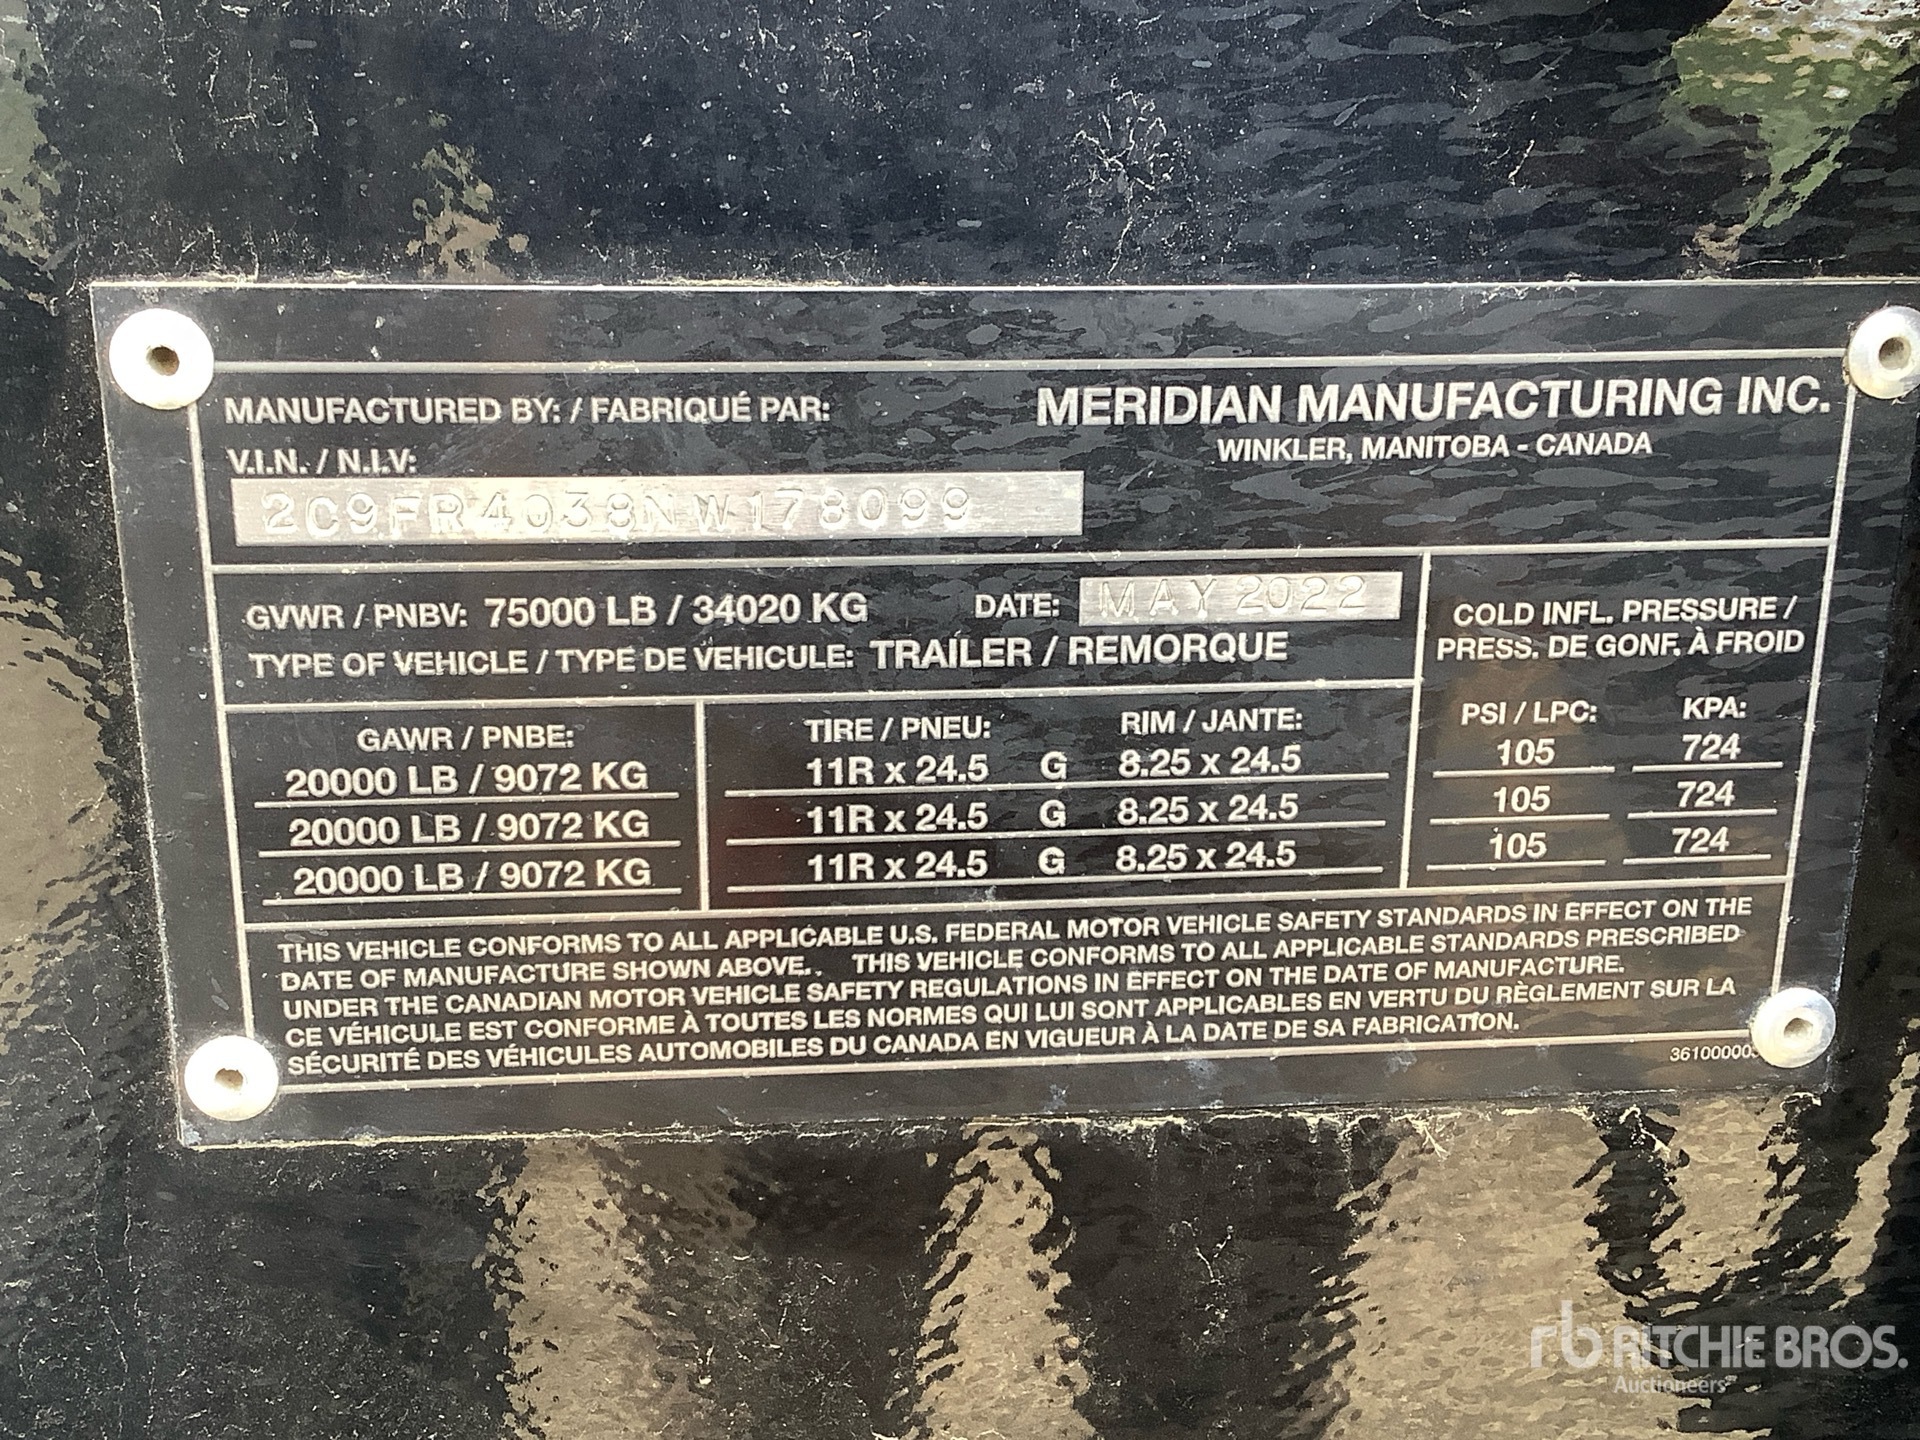 MANUFACTURED BY: / FABRIQUÉ PAR: MERIDIAN MANUFACTURING INC.
WINKLER, MANITOBA - CANADA
V.I.N. / N.I.V:
2C9FR4038NW178099
GVWR / PNBV: 75000 LB / 34020 KG DATE: MAY 2022
TYPE OF VEHICLE / TYPE DE VEHICULE: TRAILER / REMORQUE
COLD INFL. PRESSURE /
PRESS. DE GONF. À FROID
GAWR / PNBE: TIRE / PNEU: RIM / JANTE: PSI / LPC: KPA:
20000 LB / 9072 KG 11R x 24.5 G 8.25 x 24.5 105 724
20000 LB / 9072 KG 11R x 24.5 G 8.25 x 24.5 105 724
20000 LB / 9072 KG 11R x 24.5 G 8.25 x 24.5 105 724
THIS VEHICLE CONFORMS TO ALL APPLICABLE U.S. FEDERAL MOTOR VEHICLE SAFETY STANDARDS IN EFFECT ON THE
DATE OF MANUFACTURE SHOWN ABOVE. THIS VEHICLE CONFORMS TO ALL APPLICABLE STANDARDS PRESCRIBED
UNDER THE CANADIAN MOTOR VEHICLE SAFETY REGULATIONS IN EFFECT ON THE DATE OF MANUFACTURE.
CE VÉHICULE EST CONFORME À TOUTES LES NORMES QUI LUI SONT APPLICABLES EN VERTU DU RÈGLEMENT SUR LA
SÉCURITÉ DES VÉHICULES AUTOMOBILES DU CANADA EN VIGUEUR À LA DATE DE SA FABRICATION.
rb RITCHIE BROS.
Auctioneers